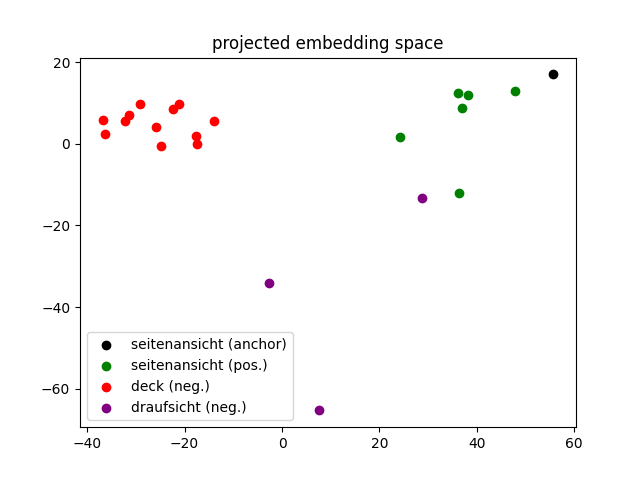 projected embedding space
20
0
−20
−40
−60
seitenansicht (anchor)
seitenansicht (pos.)
deck (neg.)
draufsicht (neg.)
−40 −20 0 20 40 60